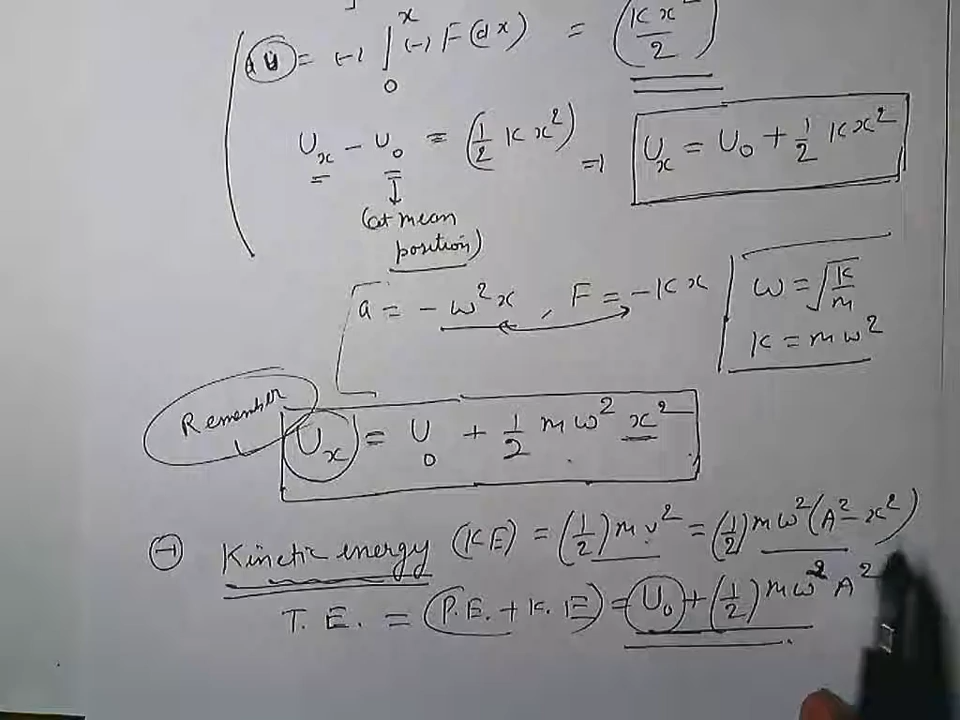 dU = (-) ∫₀ˣ (-) F(dx) = (Kx²/2)
Uₓ - U₀ = (1/2 Kx²) ⇒ Uₓ = U₀ + 1/2 Kx²
(at mean
position)
a = -ω²x , F = -Kx
ω = √(K/m)
K = mω²
Remember
Uₓ = U₀ + 1/2 mω² x²
Kinetic energy (KE) = (1/2) mv² = (1/2) mω²(A² - x²)
T.E. = (P.E. + K.E) = U₀ + (1/2) mω² A²